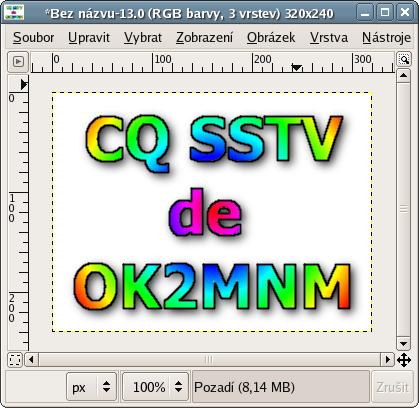 *Bez názvu-13.0 (RGB barvy, 3 vrstev) 320x240
Soubor Upravit Vybrat Zobrazení Obrázek Vrstva Nástroje
0 100 200 300
0
100
200
CQ SSTV
de
OK2MNM
px 100% Pozadí (8,14 MB) Zrušit